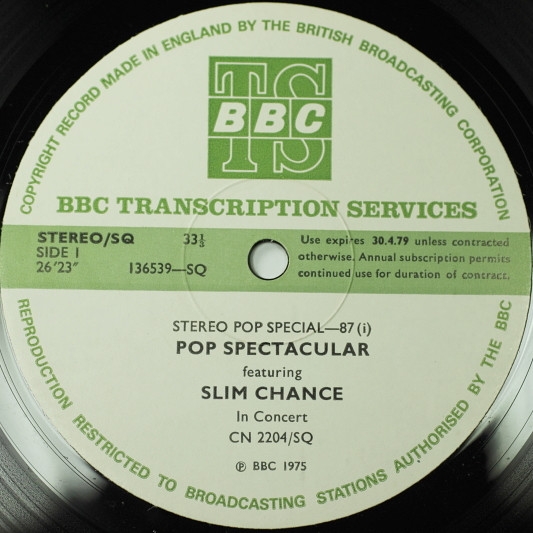 COPYRIGHT RECORD MADE IN ENGLAND BY THE BRITISH BROADCASTING CORPORATION
TS
BBC
BBC TRANSCRIPTION SERVICES
STEREO/SQ 33⅓
SIDE 1
26'23" 136539—SQ
Use expires 30.4.79 unless contracted
otherwise. Annual subscription permits
continued use for duration of contract.
STEREO POP SPECIAL—87 (i)
POP SPECTACULAR
featuring
SLIM CHANCE
In Concert
CN 2204/SQ
℗ BBC 1975
REPRODUCTION RESTRICTED TO BROADCASTING STATIONS AUTHORISED BY THE BBC